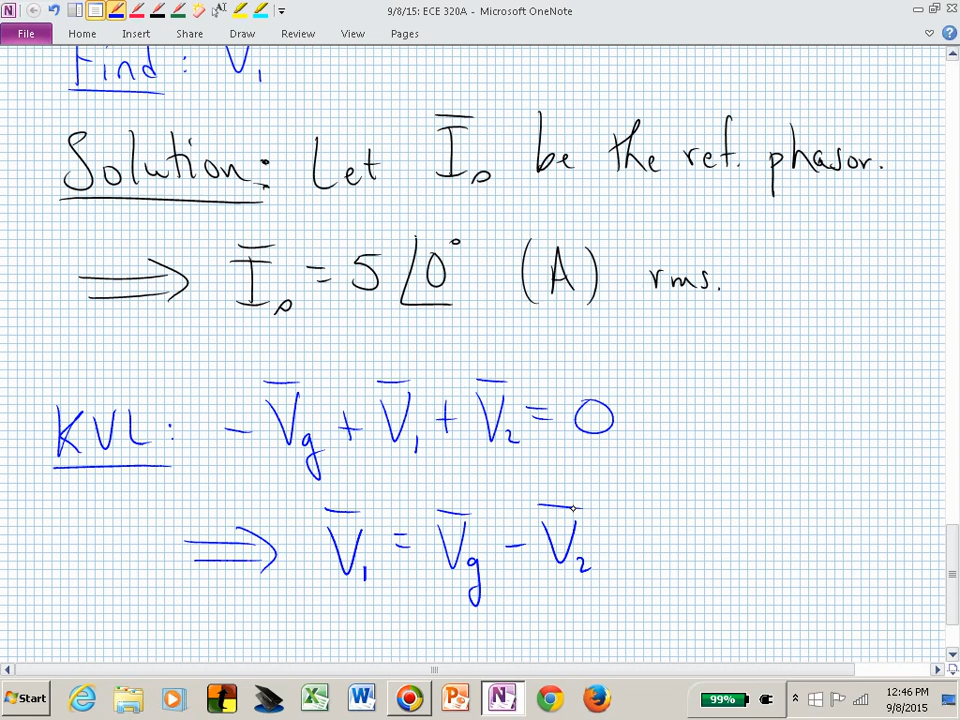 9/8/15: ECE 320A - Microsoft OneNote
File Home Insert Share Draw Review View Pages
Find: V₁
Solution: Let I̅₀ be the ref. phasor.
⟹ I̅₀ = 5 ∠0° (A) rms.
KVL: - V̅g + V̅₁ + V̅₂ = 0
⟹ V̅₁ = V̅g - V̅₂
Start 99% 12:46 PM
9/8/2015